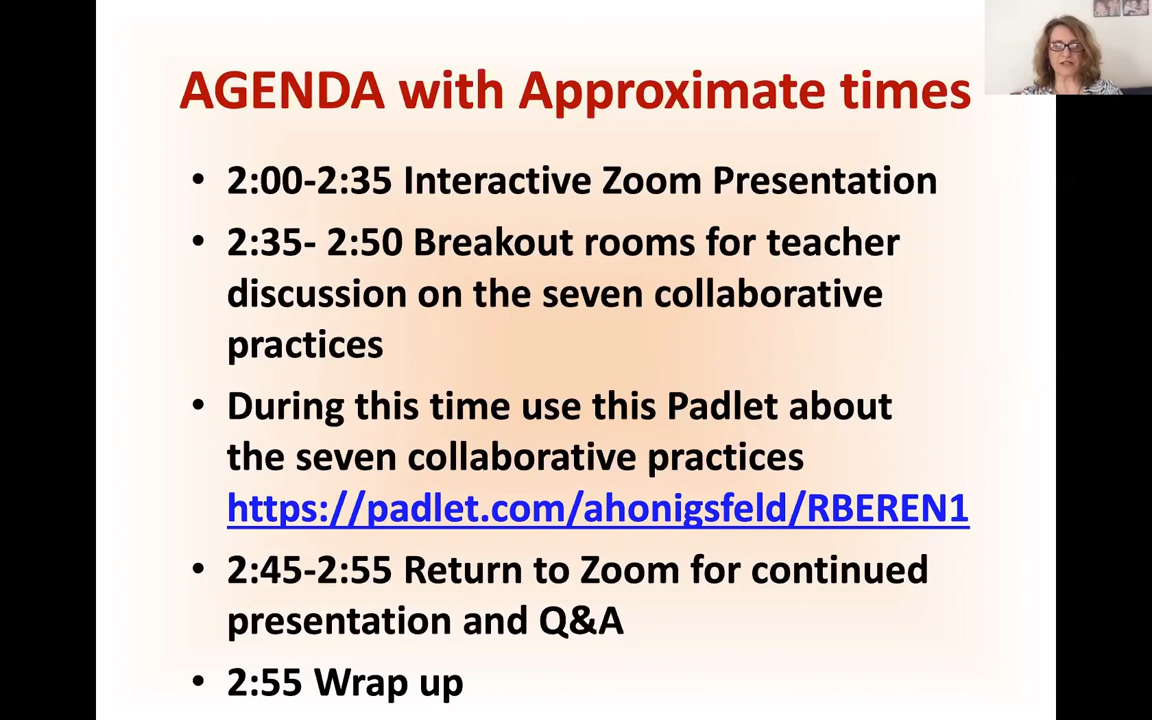 AGENDA with Approximate times
• 2:00-2:35 Interactive Zoom Presentation
• 2:35- 2:50 Breakout rooms for teacher
discussion on the seven collaborative
practices
• During this time use this Padlet about
the seven collaborative practices
https://padlet.com/ahonigsfeld/RBEREN1
• 2:45-2:55 Return to Zoom for continued
presentation and Q&A
• 2:55 Wrap up